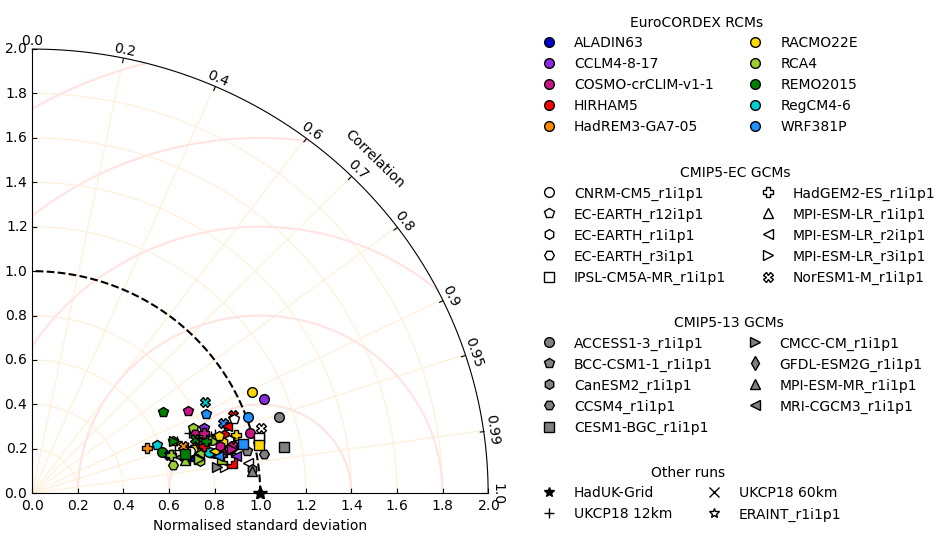 0.0
0.2
0.4
0.6
Correlation
0.7
0.8
0.9
0.95
0.99
1.0
2.0
1.8
1.6
1.4
1.2
1.0
0.8
0.6
0.4
0.2
0.0
0.0 0.2 0.4 0.6 0.8 1.0 1.2 1.4 1.6 1.8 2.0
Normalised standard deviation
EuroCORDEX RCMs
ALADIN63 RACMO22E
CCLM4-8-17 RCA4
COSMO-crCLIM-v1-1 REMO2015
HIRHAM5 RegCM4-6
HadREM3-GA7-05 WRF381P
CMIP5-EC GCMs
CNRM-CM5_r1i1p1 HadGEM2-ES_r1i1p1
EC-EARTH_r12i1p1 MPI-ESM-LR_r1i1p1
EC-EARTH_r1i1p1 MPI-ESM-LR_r2i1p1
EC-EARTH_r3i1p1 MPI-ESM-LR_r3i1p1
IPSL-CM5A-MR_r1i1p1 NorESM1-M_r1i1p1
CMIP5-13 GCMs
ACCESS1-3_r1i1p1 CMCC-CM_r1i1p1
BCC-CSM1-1_r1i1p1 GFDL-ESM2G_r1i1p1
CanESM2_r1i1p1 MPI-ESM-MR_r1i1p1
CCSM4_r1i1p1 MRI-CGCM3_r1i1p1
CESM1-BGC_r1i1p1
Other runs
HadUK-Grid UKCP18 60km
UKCP18 12km ERAINT_r1i1p1